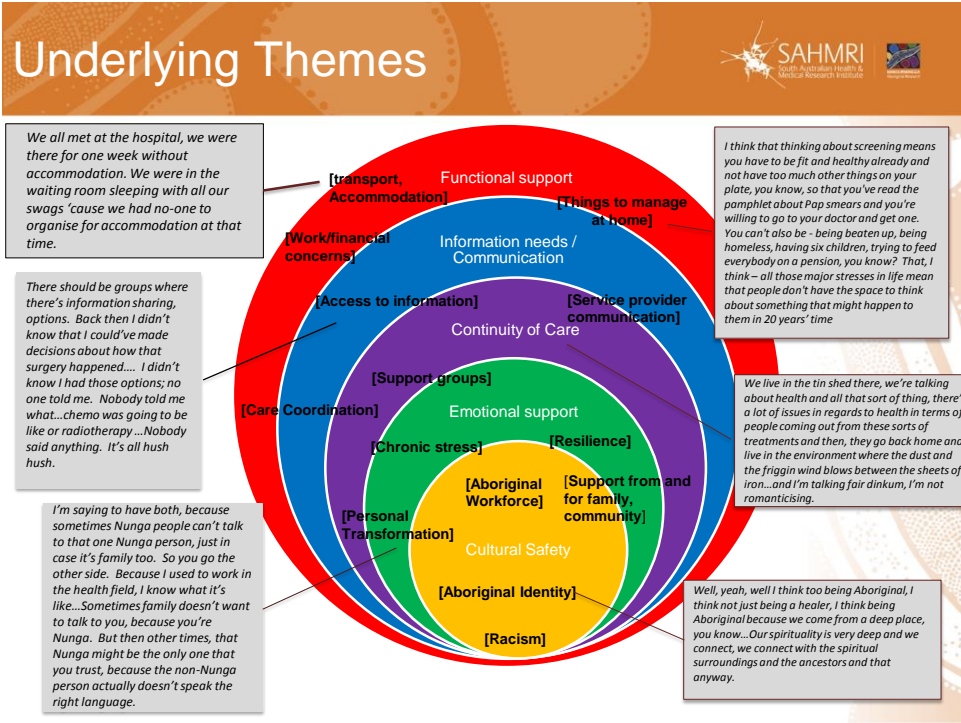 Underlying Themes
SAHMRI
South Australian Health &
Medical Research Institute
We all met at the hospital, we were
there for one week without
accommodation. We were in the
waiting room sleeping with all our
swags ‘cause we had no-one to
organise for accommodation at that
time.
There should be groups where
there’s information sharing,
options. Back then I didn’t
know that I could’ve made
decisions about how that
surgery happened.... I didn’t
know I had those options; no
one told me. Nobody told me
what…chemo was going to be
like or radiotherapy …Nobody
said anything. It’s all hush
hush.
I’m saying to have both, because
sometimes Nunga people can’t talk
to that one Nunga person, just in
case it’s family too. So you go the
other side. Because I used to work in
the health field, I know what it’s
like…Sometimes family doesn’t want
to talk to you, because you’re
Nunga. But then other times, that
Nunga might be the only one that
you trust, because the non-Nunga
person actually doesn’t speak the
right language.
[transport,
Accommodation]
Functional support
[Things to manage
at home]
[Work/financial
concerns]
Information needs /
Communication
[Access to information]
[Service provider
communication]
Continuity of Care
[Support groups]
[Care Coordination]
Emotional support
[Chronic stress]
[Resilience]
[Aboriginal
Workforce]
[Support from and
for family,
community]
[Personal
Transformation]
Cultural Safety
[Aboriginal Identity]
[Racism]
I think that thinking about screening means
you have to be fit and healthy already and
not have too much other things on your
plate, you know, so that you've read the
pamphlet about Pap smears and you're
willing to go to your doctor and get one.
You can't also be - being beaten up, being
homeless, having six children, trying to feed
everybody on a pension, you know? That, I
think – all those major stresses in life mean
that people don't have the space to think
about something that might happen to
them in 20 years’ time
We live in the tin shed there, we’re talking
about health and all that sort of thing, there’
a lot of issues in regards to health in terms of
people coming out from these sorts of
treatments and then, they go back home and
live in the environment where the dust and
the friggin wind blows between the sheets of
iron…and I’m talking fair dinkum, I’m not
romanticising.
Well, yeah, well I think too being Aboriginal, I
think not just being a healer, I think being
Aboriginal because we come from a deep place,
you know…Our spirituality is very deep and we
connect, we connect with the spiritual
surroundings and the ancestors and that
anyway.